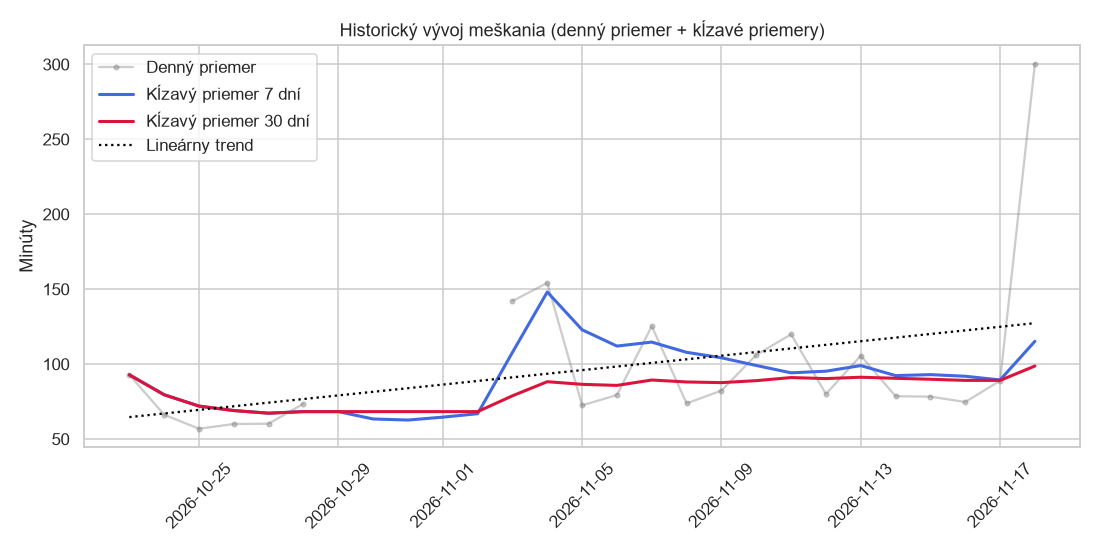 Historický vývoj meškania (denný priemer + kĺzavé priemery)
Denný priemer
Kĺzavý priemer 7 dní
Kĺzavý priemer 30 dní
Lineárny trend
Minúty
300
250
200
150
100
50
2026-10-25
2026-10-29
2026-11-01
2026-11-05
2026-11-09
2026-11-13
2026-11-17